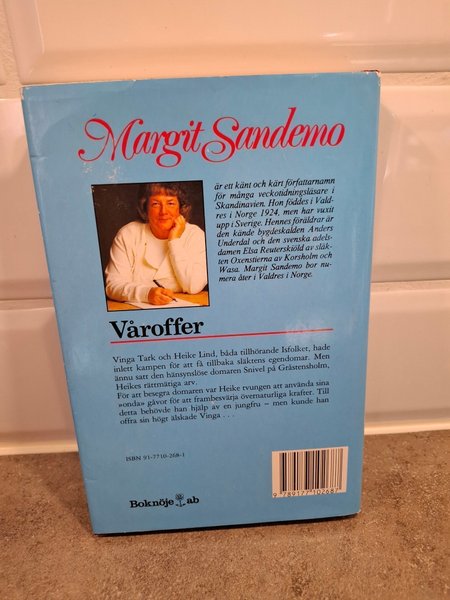 Margit Sandemo
är ett känt och kärt författarnamn
för många veckotidningsläsare i
Skandinavien. Hon föddes i Vald-
res i Norge 1924, men har vuxit
upp i Sverige. Hennes föräldrar är
den kände bygdeskalden Anders
Underdal och den svenska adels-
damen Elsa Reuterskiöld av släk-
ten Oxenstierna av Korsholm och
Wasa. Margit Sandemo bor nu-
mera åter i Valdres i Norge.
Våroffer
Vinga Tark och Heike Lind, båda tillhörande Isfolket, hade
inlett kampen för att få tillbaka släktens egendomar. Men
ännu satt den hänsynslöse domaren Snivel på Gråstensholm,
Heikes rättmätiga arv.
För att besegra domaren var Heike tvungen att använda sina
»onda» gåvor för att frambesvärja övernaturliga krafter. Till
detta behövde han hjälp av en jungfru – men kunde han
offra sin högt älskade Vinga . . .
ISBN 91-7710-268-1
Boknöje ab
9 789177 102687